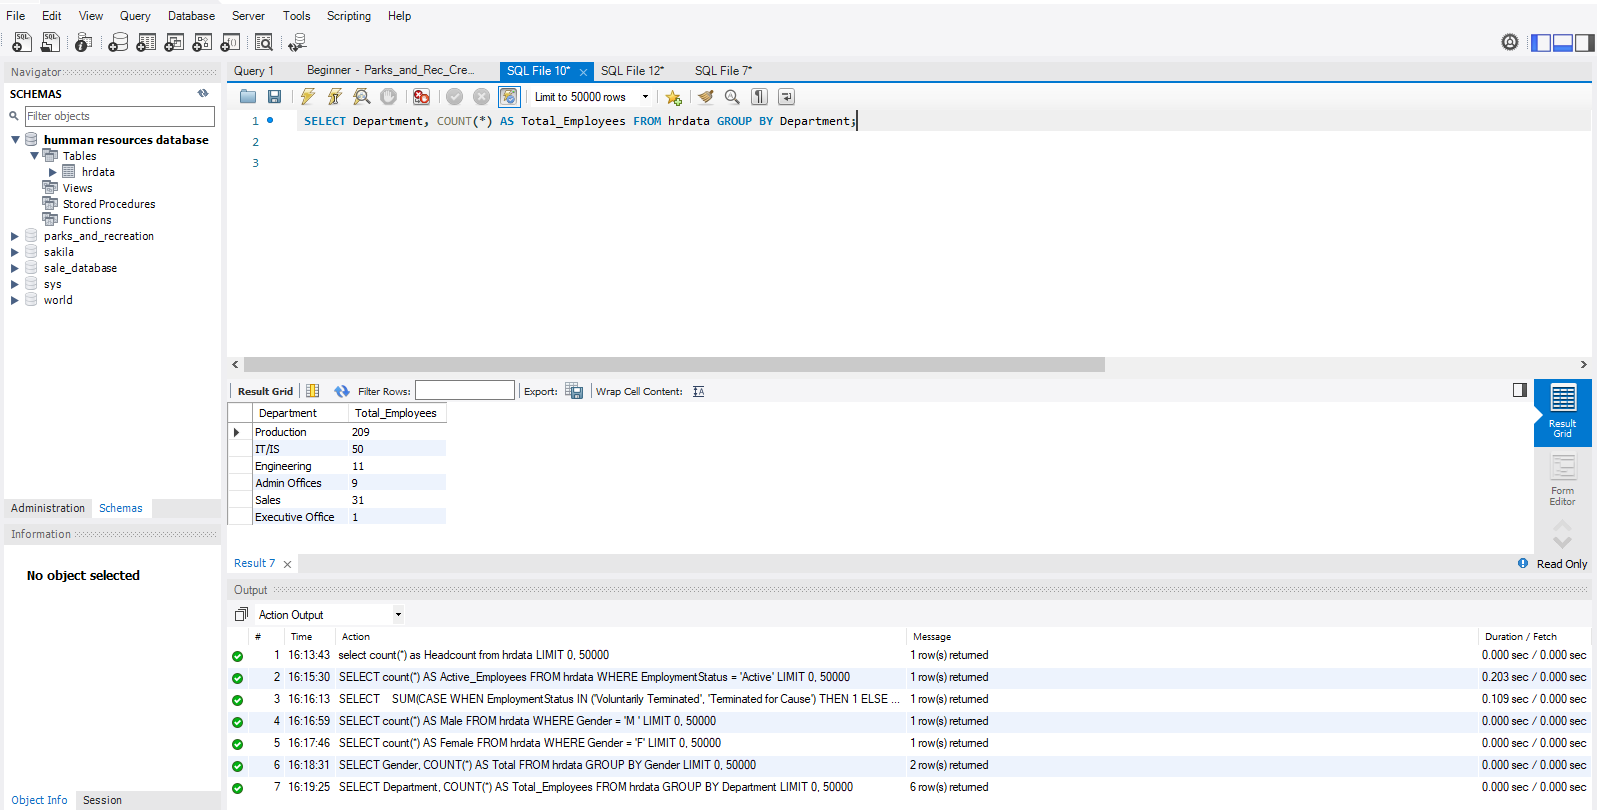 File Edit View Query Database Server Tools Scripting Help
Navigator
SCHEMAS
Filter objects
humman resources database
Tables
hrdata
Views
Stored Procedures
Functions
parks_and_recreation
sakila
sale_database
sys
world
Administration Schemas
Information
No object selected
Object Info Session
Query 1 Beginner - Parks_and_Rec_Cre... SQL File 10* SQL File 12* SQL File 7*
Limit to 50000 rows
1 SELECT Department, COUNT(*) AS Total_Employees FROM hrdata GROUP BY Department;
2
3
Result Grid Filter Rows: Export: Wrap Cell Content:
Department Total_Employees
Production 209
IT/IS 50
Engineering 11
Admin Offices 9
Sales 31
Executive Office 1
Result Grid
Form Editor
Result 7 Read Only
Output
Action Output
# Time Action Message Duration / Fetch
1 16:13:43 select count(*) as Headcount from hrdata LIMIT 0, 50000 1 row(s) returned 0.000 sec / 0.000 sec
2 16:15:30 SELECT count(*) AS Active_Employees FROM hrdata WHERE EmploymentStatus = 'Active' LIMIT 0, 50000 1 row(s) returned 0.203 sec / 0.000 sec
3 16:16:13 SELECT SUM(CASE WHEN EmploymentStatus IN ('Voluntarily Terminated', 'Terminated for Cause') THEN 1 ELSE ... 1 row(s) returned 0.109 sec / 0.000 sec
4 16:16:59 SELECT count(*) AS Male FROM hrdata WHERE Gender = 'M ' LIMIT 0, 50000 1 row(s) returned 0.000 sec / 0.000 sec
5 16:17:46 SELECT count(*) AS Female FROM hrdata WHERE Gender = 'F' LIMIT 0, 50000 1 row(s) returned 0.000 sec / 0.000 sec
6 16:18:31 SELECT Gender, COUNT(*) AS Total FROM hrdata GROUP BY Gender LIMIT 0, 50000 2 row(s) returned 0.000 sec / 0.000 sec
7 16:19:25 SELECT Department, COUNT(*) AS Total_Employees FROM hrdata GROUP BY Department LIMIT 0, 50000 6 row(s) returned 0.000 sec / 0.000 sec